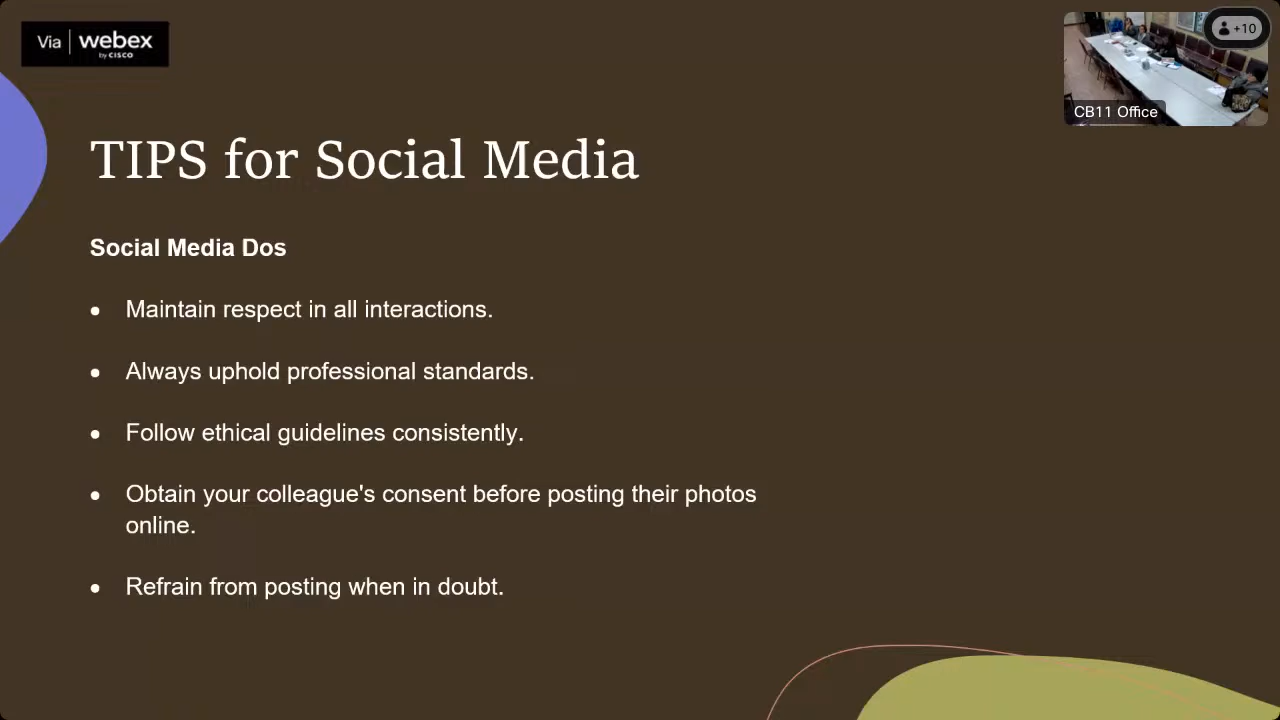 Via | webex
by CISCO
+10
CB11 Office
TIPS for Social Media
Social Media Dos
• Maintain respect in all interactions.
• Always uphold professional standards.
• Follow ethical guidelines consistently.
• Obtain your colleague's consent before posting their photos
online.
• Refrain from posting when in doubt.